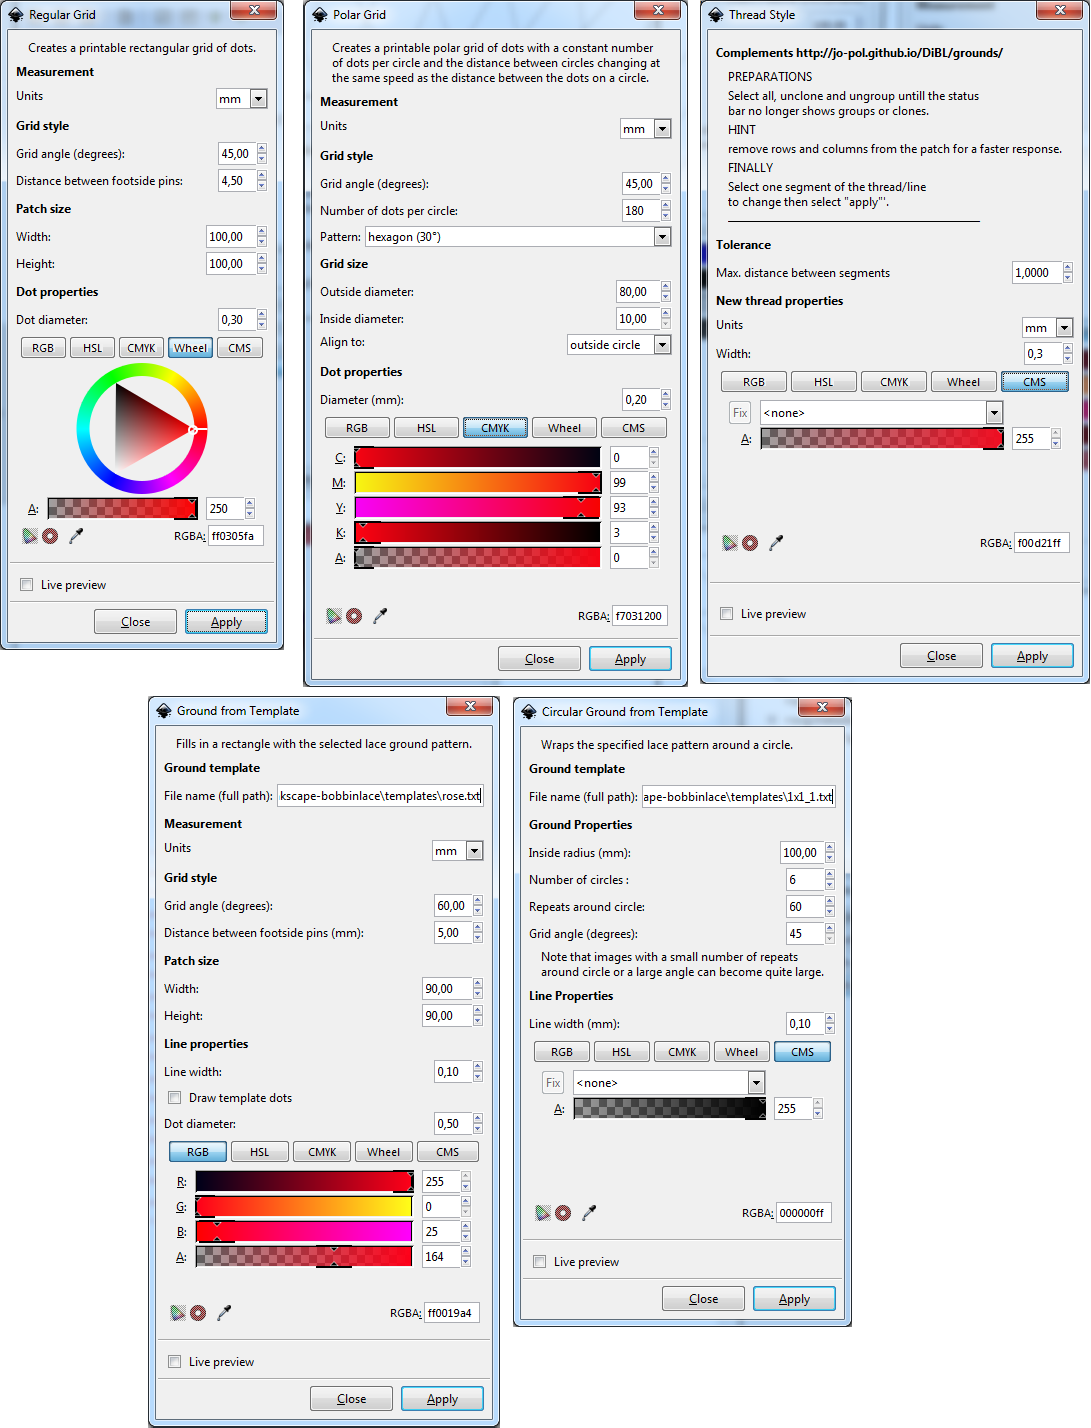 Regular Grid
Creates a printable rectangular grid of dots.
Measurement
Units
mm
Grid style
Grid angle (degrees):
45,00
Distance between footside pins:
4,50
Patch size
Width:
100,00
Height:
100,00
Dot properties
Dot diameter:
0,30
RGB HSL CMYK Wheel CMS
A:
250
RGBA:
ff0305fa
Live preview
Close Apply
Polar Grid
Creates a printable polar grid of dots with a constant number
of dots per circle and the distance between circles changing at
the same speed as the distance between the dots on a circle.
Measurement
Units
mm
Grid style
Grid angle (degrees):
45,00
Number of dots per circle:
180
Pattern:
hexagon (30°)
Grid size
Outside diameter:
80,00
Inside diameter:
10,00
Align to:
outside circle
Dot properties
Diameter (mm):
0,20
RGB HSL CMYK Wheel CMS
C:
0
M:
99
Y:
93
K:
3
A:
0
RGBA:
f7031200
Close Apply
Thread Style
Complements http://jo-pol.github.io/DiBL/grounds/
PREPARATIONS
Select all, unclone and ungroup untill the status
bar no longer shows groups or clones.
HINT
remove rows and columns from the patch for a faster response.
FINALLY
Select one segment of the thread/line
to change then select "apply"'.
Tolerance
Max. distance between segments
1,0000
New thread properties
Units
mm
Width:
0,3
RGB HSL CMYK Wheel CMS
Fix
<none>
A:
255
RGBA:
f00d21ff
Live preview
Close Apply
Ground from Template
Fills in a rectangle with the selected lace ground pattern.
Ground template
File name (full path):
kscape-bobbinlace\templates\rose.txt
Measurement
Units
mm
Grid style
Grid angle (degrees):
60,00
Distance between footside pins (mm):
5,00
Patch size
Width:
90,00
Height:
90,00
Line properties
Line width:
0,10
Draw template dots
Dot diameter:
0,50
RGB HSL CMYK Wheel CMS
R:
255
G:
0
B:
25
A:
164
RGBA:
ff0019a4
Live preview
Close Apply
Circular Ground from Template
Wraps the specified lace pattern around a circle.
Ground template
File name (full path):
ape-bobbinlace\templates\1x1_1.txt
Ground Properties
Inside radius (mm):
100,00
Number of circles :
6
Repeats around circle:
60
Grid angle (degrees):
45
Note that images with a small number of repeats
around circle or a large angle can become quite large.
Line Properties
Line width (mm):
0,10
RGB HSL CMYK Wheel CMS
Fix
<none>
A:
255
RGBA:
000000ff
Live preview
Close Apply